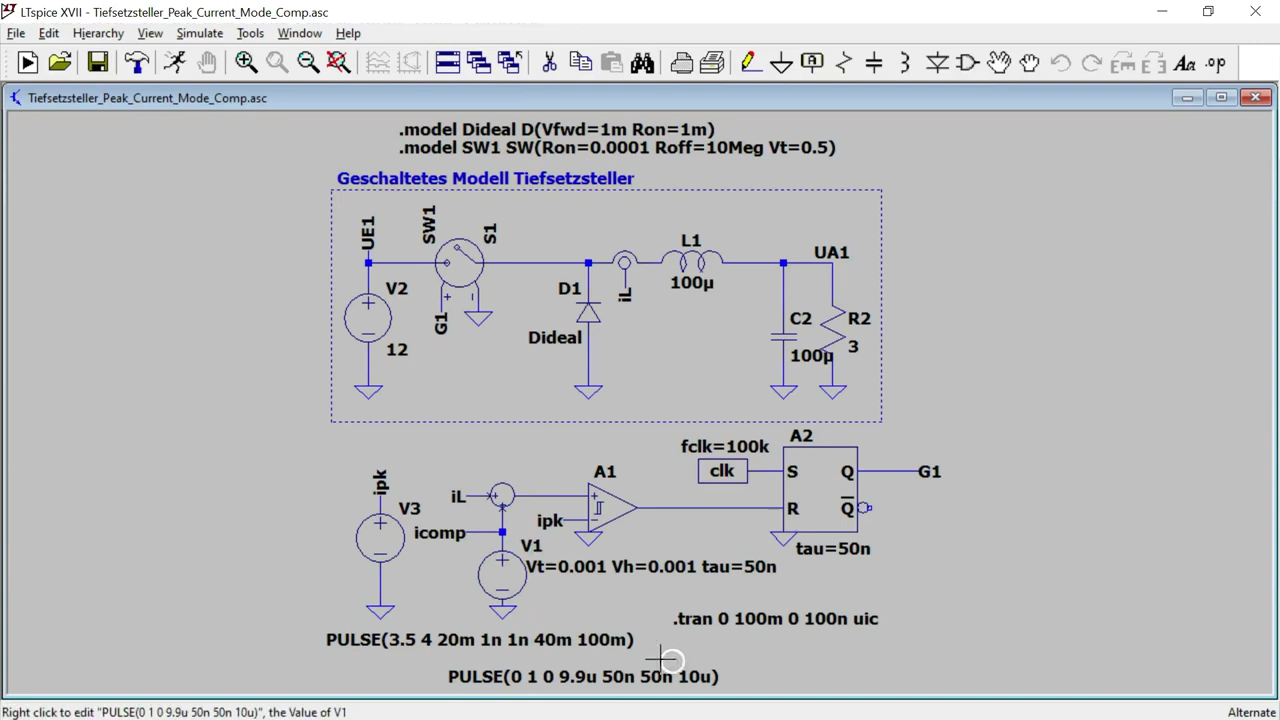 LTspice XVII - Tiefsetzsteller_Peak_Current_Mode_Comp.asc
File Edit Hierarchy View Simulate Tools Window Help
.op
Tiefsetzsteller_Peak_Current_Mode_Comp.asc
.model Dideal D(Vfwd=1m Ron=1m)
.model SW1 SW(Ron=0.0001 Roff=10Meg Vt=0.5)
Geschaltetes Modell Tiefsetzsteller
UE1
SW1
S1
L1
UA1
100µ
V2
12
G1
D1
Dideal
iL
C2
100µ
R2
3
fclk=100k
A2
clk
S
Q
G1
R
Q
tau=50n
ipk
V3
iL
icomp
V1
A1
ipk
Vt=0.001 Vh=0.001 tau=50n
.tran 0 100m 0 100n uic
PULSE(3.5 4 20m 1n 1n 40m 100m)
PULSE(0 1 0 9.9u 50n 50n 10u)
Right click to edit "PULSE(0 1 0 9.9u 50n 50n 10u)", the Value of V1
Alternate